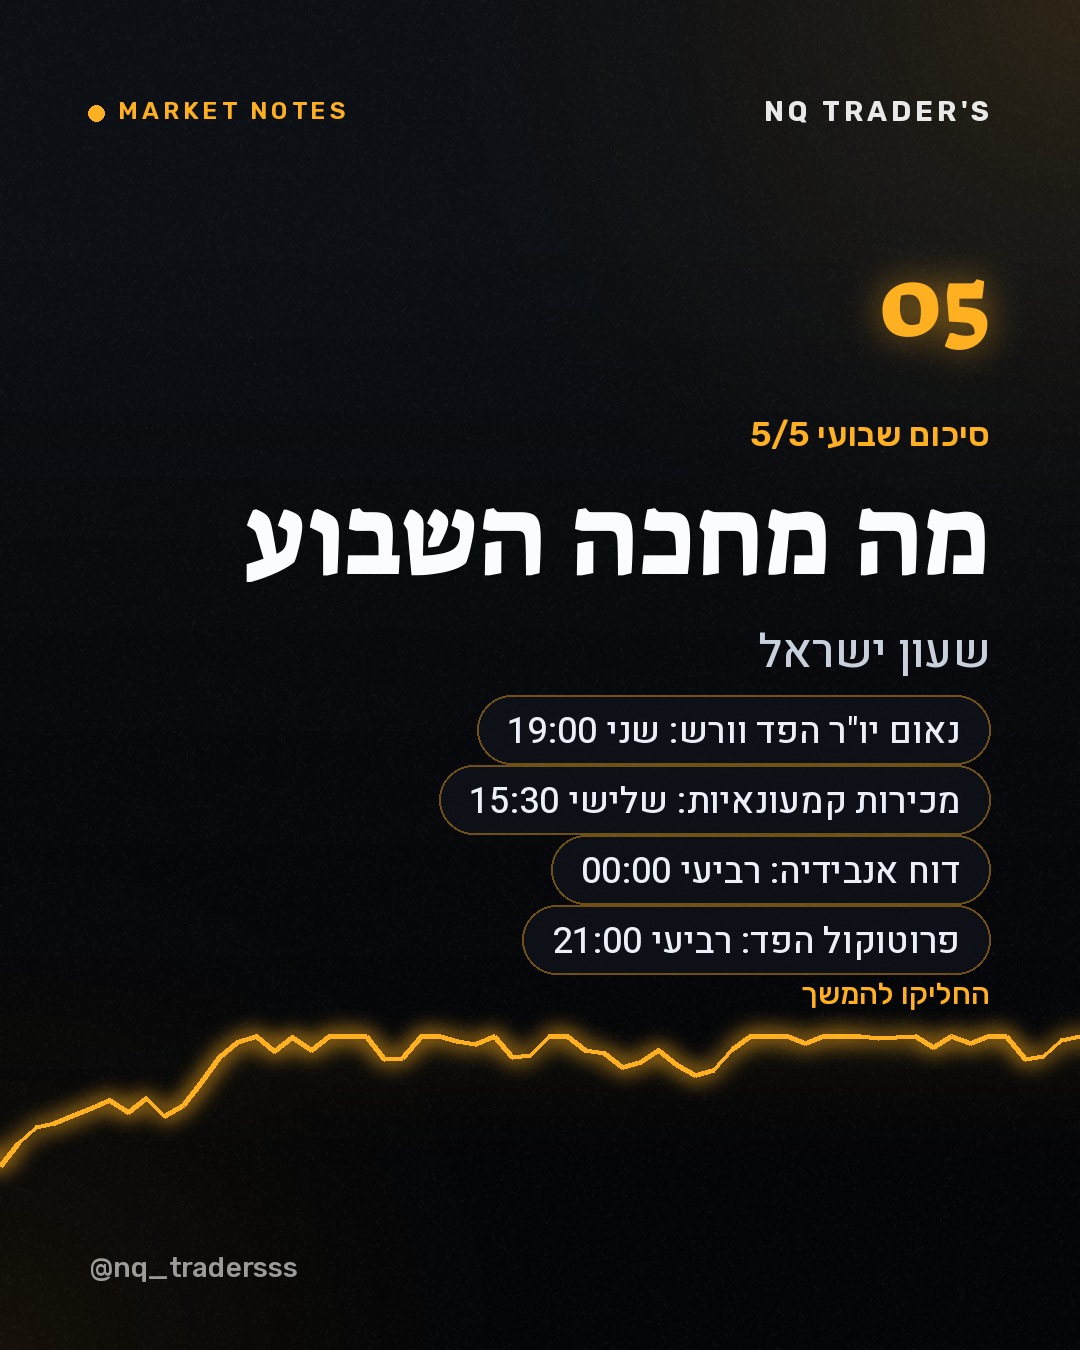 MARKET NOTES
NQ TRADER'S
05
סיכום שבועי 5/5
מה מחכה השבוע
שעון ישראל
נאום יו"ר הפד וורש: שני 19:00
מכירות קמעונאיות: שלישי 15:30
דוח אנבידיה: רביעי 00:00
פרוטוקול הפד: רביעי 21:00
החליקו להמשך
@nq_tradersss